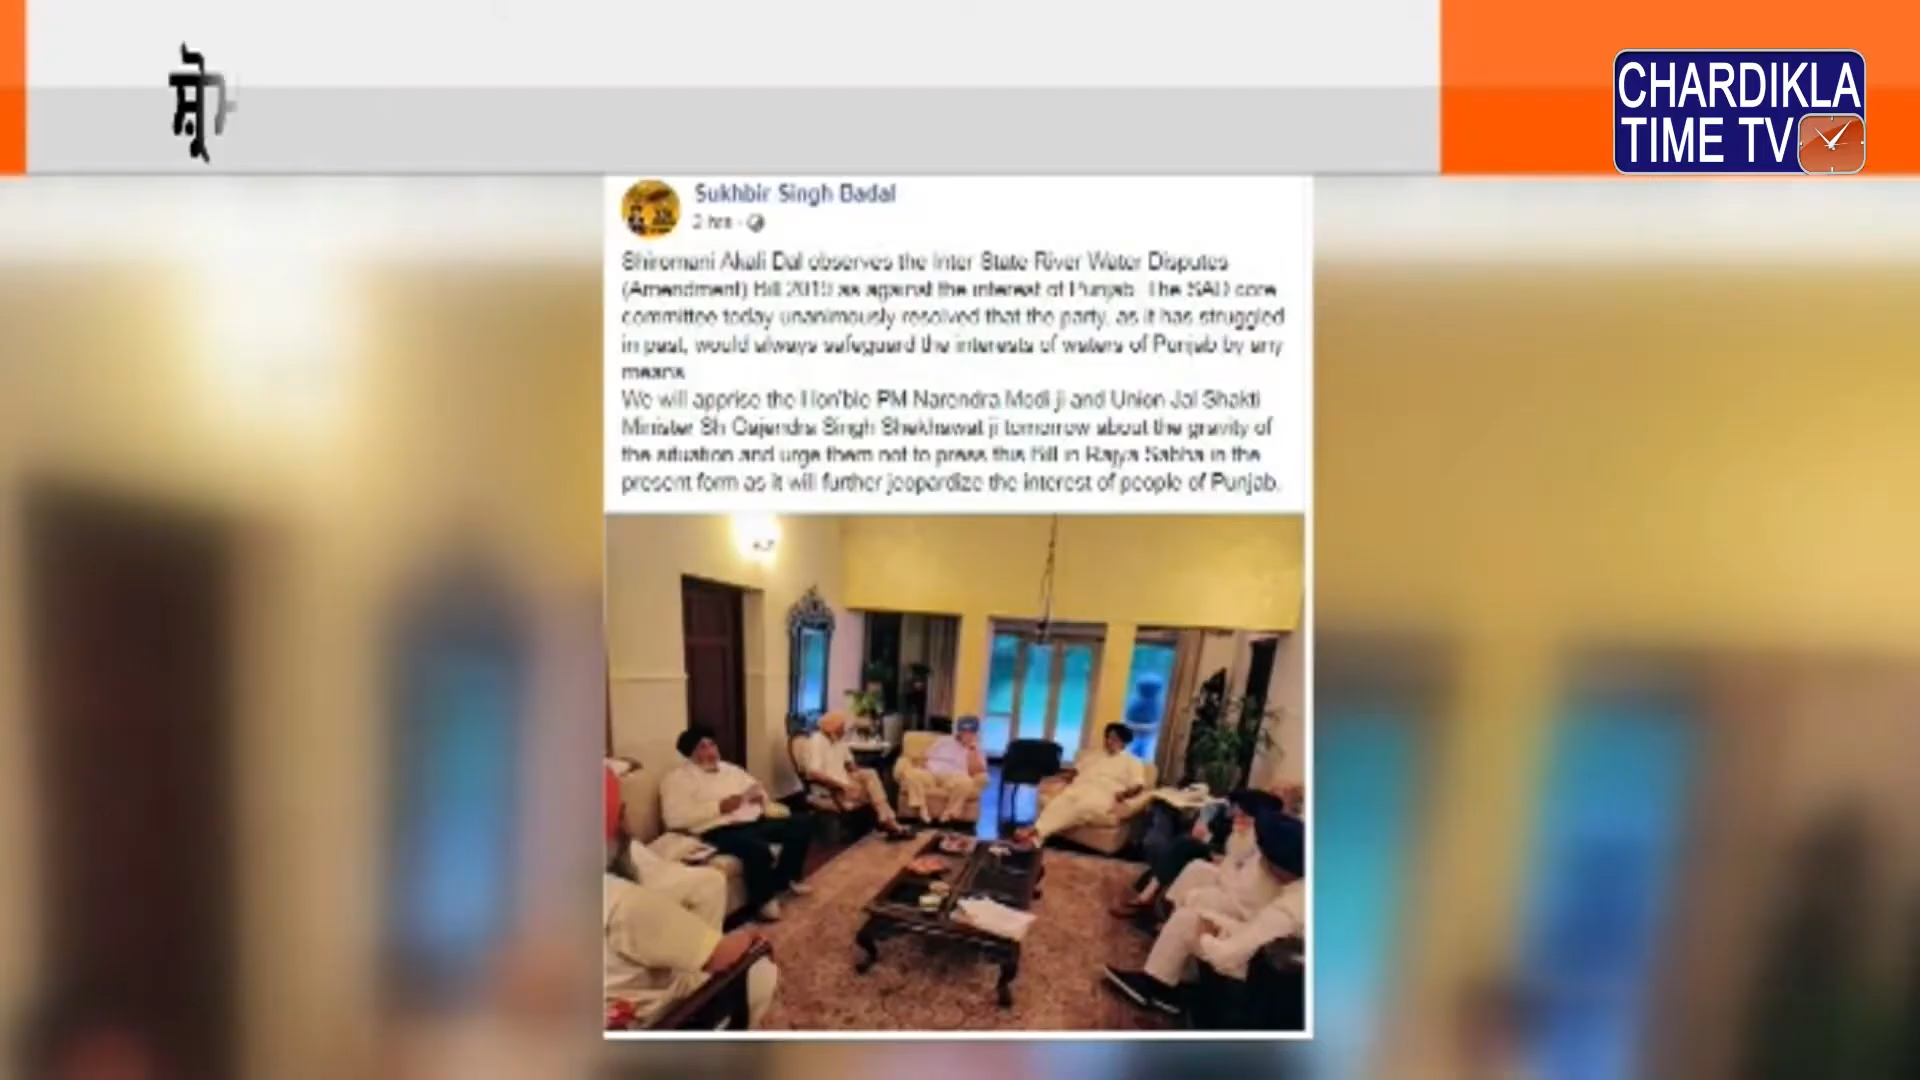 CHARDIKLA
TIME TV
Sukhbir Singh Badal
2 hrs ·
Shiromani Akali Dal observes the Inter State River Water Disputes
(Amendment) Bill 2019 as against the interest of Punjab. The SAD core
committee today unanimously resolved that the party, as it has struggled
in past, would always safeguard the interests of waters of Punjab by any
means.
We will apprise the Hon'ble PM Narendra Modi ji and Union Jal Shakti
Minister Sh Gajendra Singh Shekhawat ji tomorrow about the gravity of
the situation and urge them not to press this Bill in Rajya Sabha in the
present form as it will further jeopardize the interest of people of Punjab.